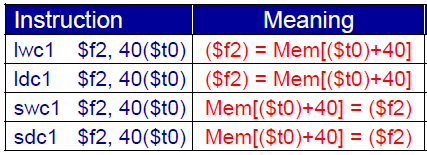 Instruction Meaning
lwc1 $f2, 40($t0) ($f2) = Mem[($t0)+40]
ldc1 $f2, 40($t0) ($f2) = Mem[($t0)+40]
swc1 $f2, 40($t0) Mem[($t0)+40] = ($f2)
sdc1 $f2, 40($t0) Mem[($t0)+40] = ($f2)